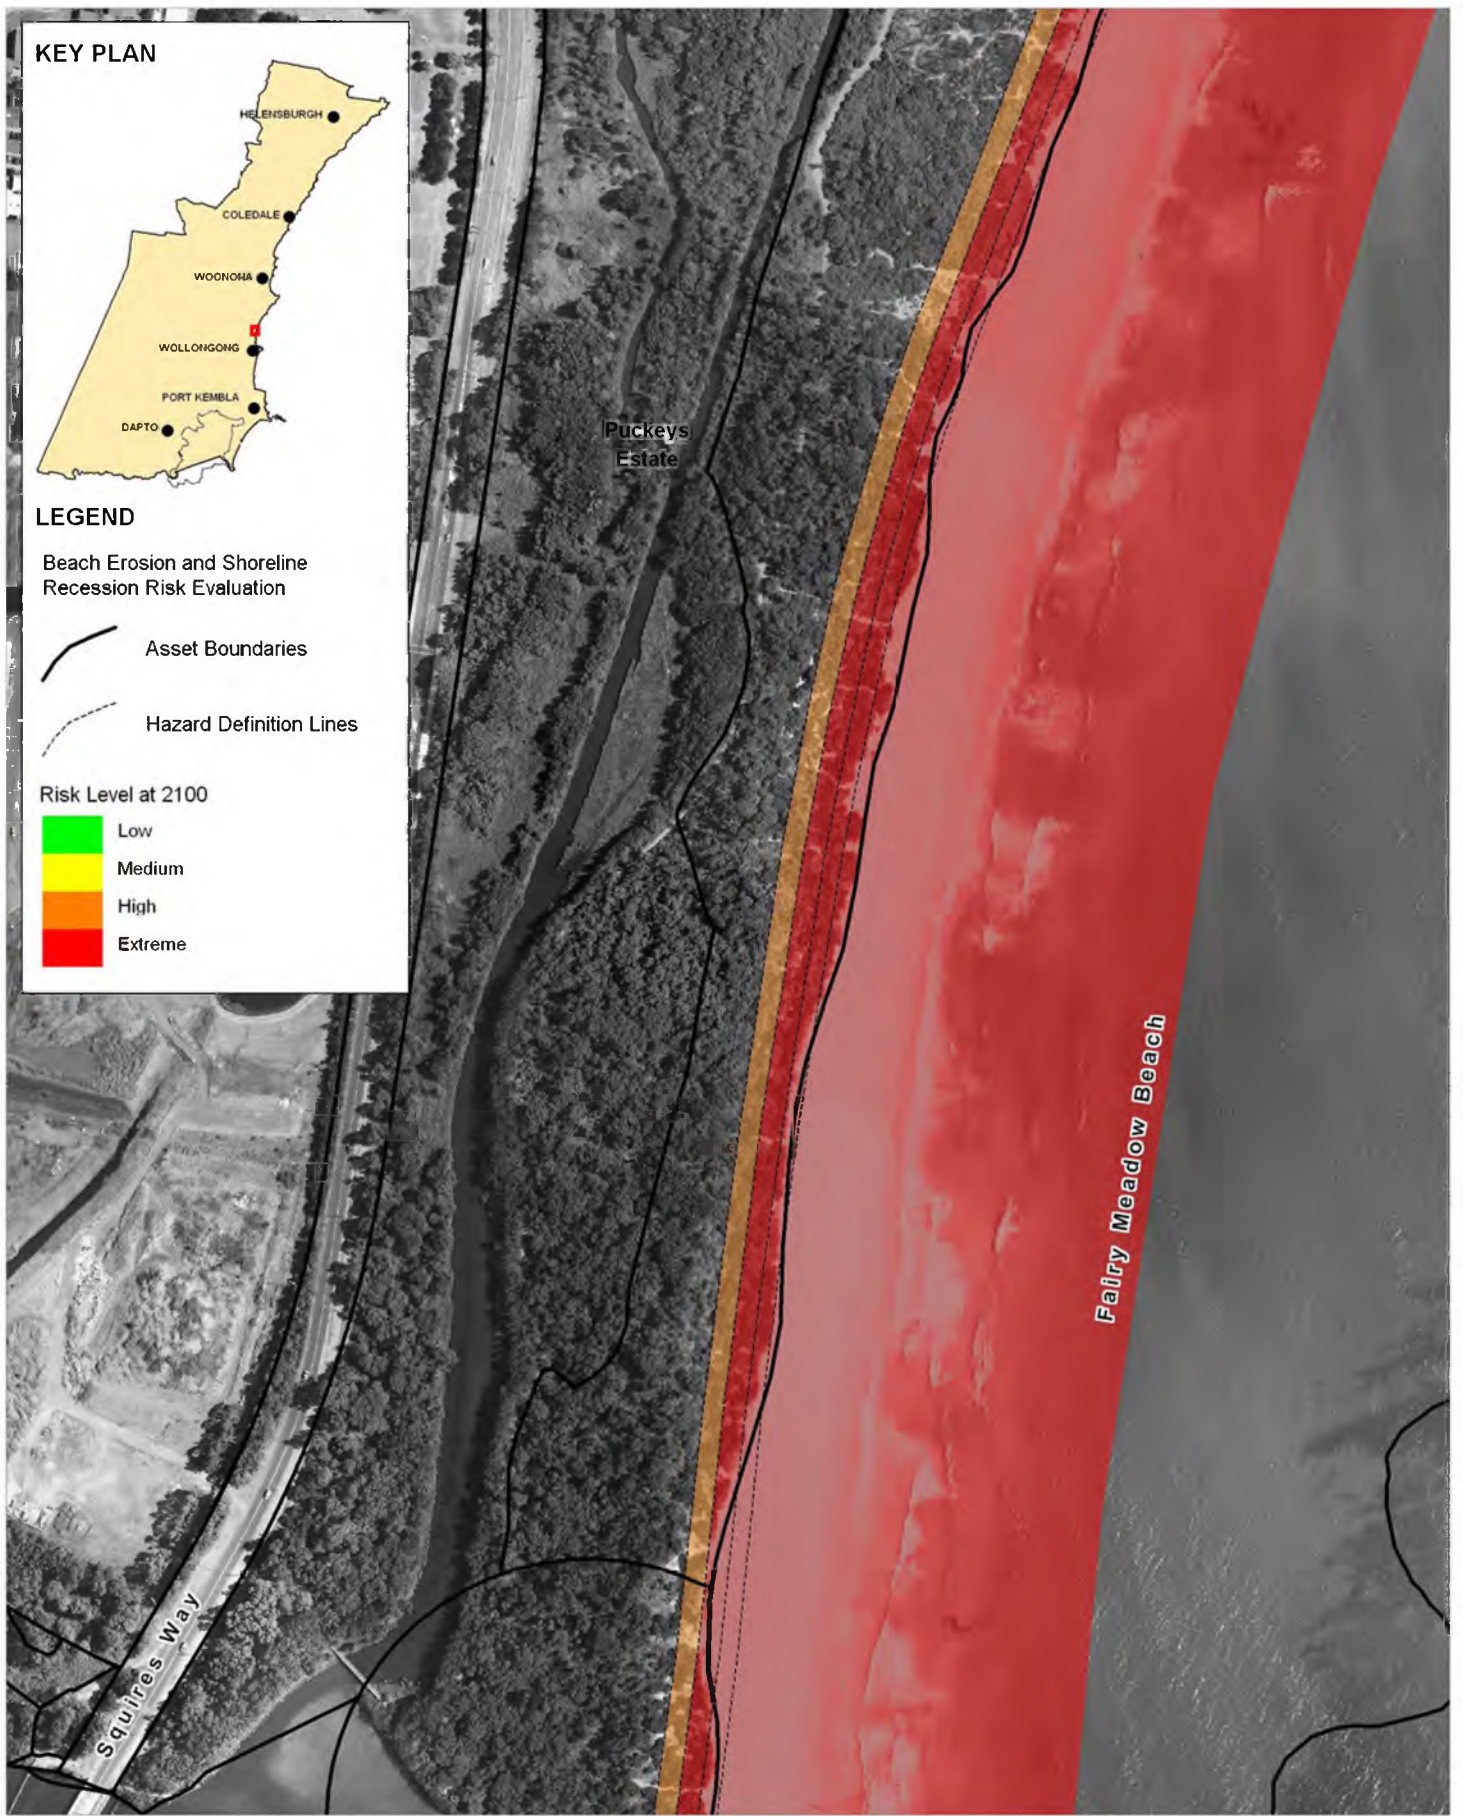 KEY PLAN
HELENSBURGH
COLEDALE
WOONONA
WOLLONGONG
PORT KEMBLA
DAPTO
LEGEND
Beach Erosion and Shoreline
Recession Risk Evaluation
Asset Boundaries
Hazard Definition Lines
Risk Level at 2100
Low
Medium
High
Extreme
Puckeys
Estate
Fairy Meadow Beach
Squires Way